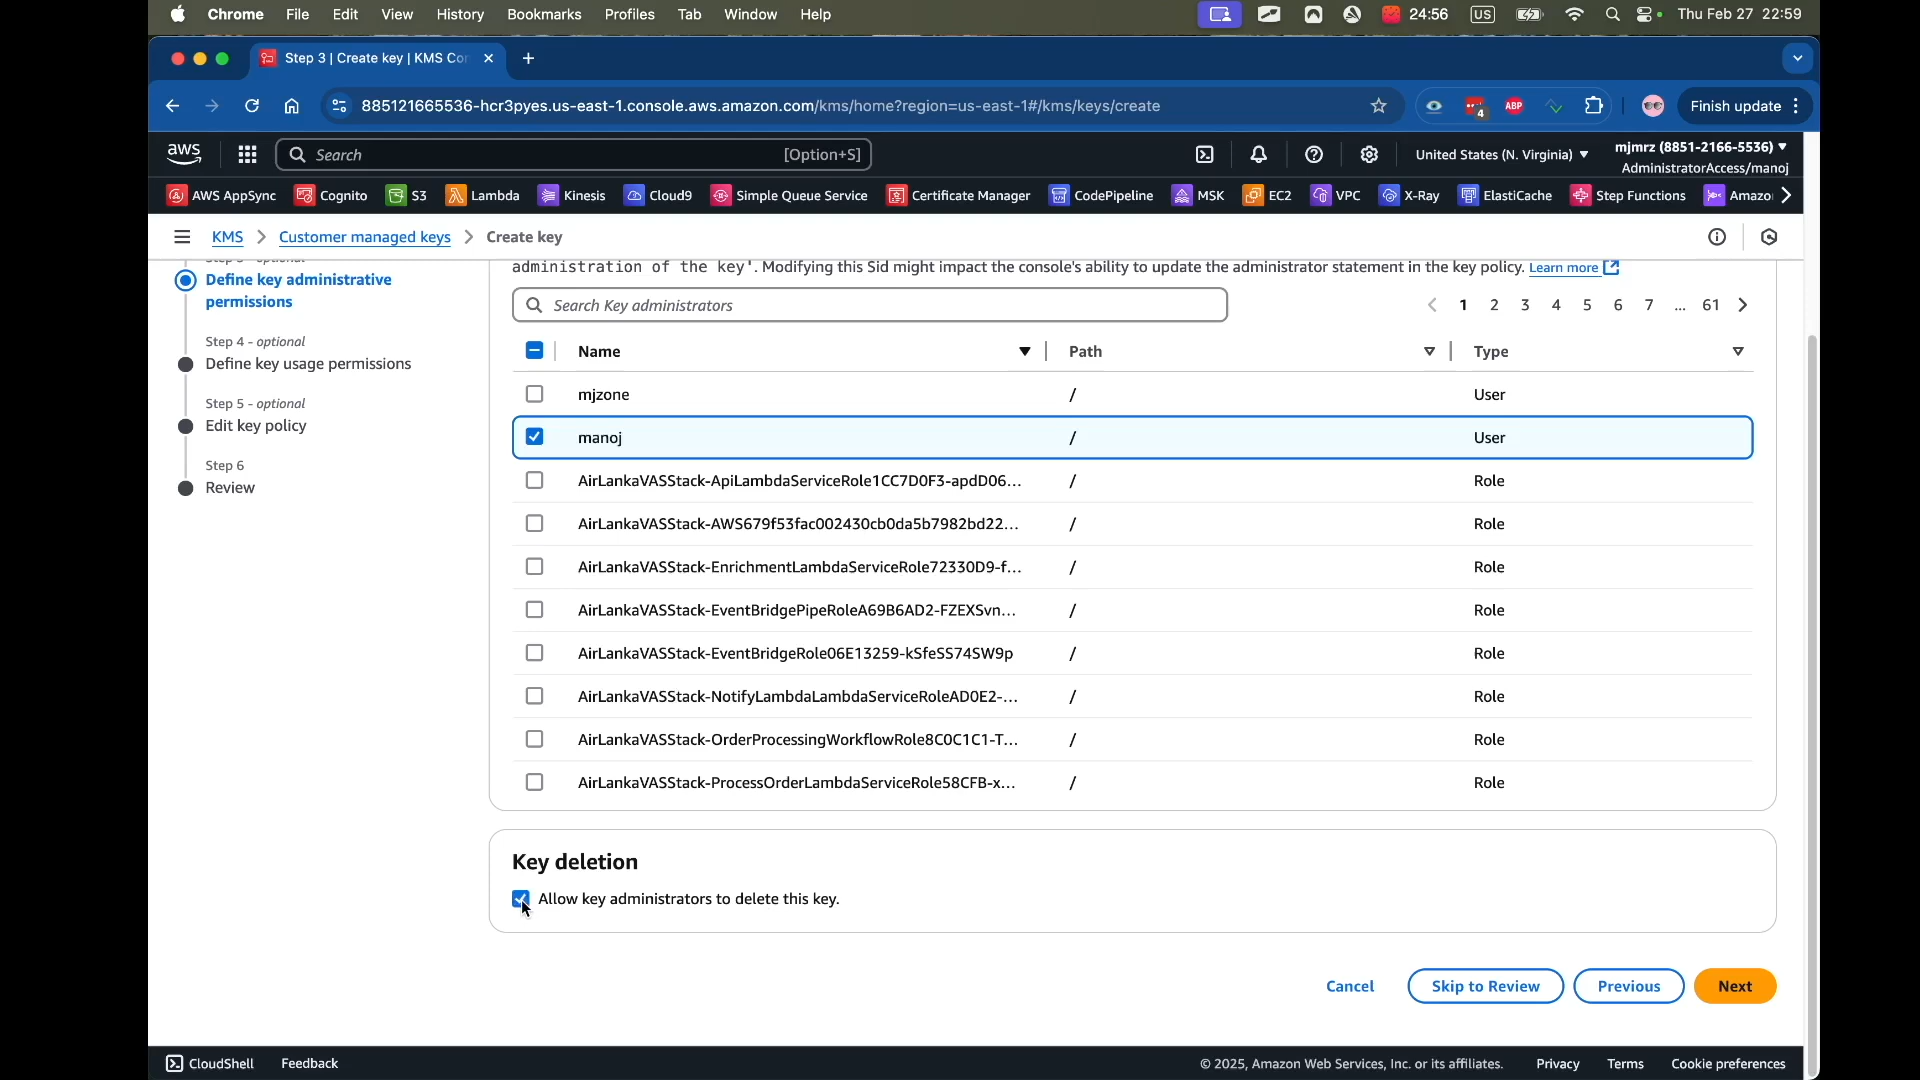 Chrome File Edit View History Bookmarks Profiles Tab Window Help 24:56 US Thu Feb 27 22:59
Step 3 | Create key | KMS Co
885121665536-hcr3pyes.us-east-1.console.aws.amazon.com/kms/home?region=us-east-1#/kms/keys/create 4 ABP Finish update
aws Search [Option+S] United States (N. Virginia) mjmrz (8851-2166-5536)
AdministratorAccess/manoj
AWS AppSync Cognito S3 Lambda Kinesis Cloud9 Simple Queue Service Certificate Manager CodePipeline MSK EC2 VPC X-Ray ElastiCache Step Functions Amazo
KMS > Customer managed keys > Create key
Define key administrative permissions
Step 4 - optional
Define key usage permissions
Step 5 - optional
Edit key policy
Step 6
Review
administration of the key'. Modifying this Sid might impact the console's ability to update the administrator statement in the key policy. Learn more
Search Key administrators 1 2 3 4 5 6 7 ... 61
Name Path Type
mjzone / User
manoj / User
AirLankaVASStack-ApiLambdaServiceRole1CC7D0F3-apdD06... / Role
AirLankaVASStack-AWS679f53fac002430cb0da5b7982bd22... / Role
AirLankaVASStack-EnrichmentLambdaServiceRole72330D9-f... / Role
AirLankaVASStack-EventBridgePipeRoleA69B6AD2-FZEXSvn... / Role
AirLankaVASStack-EventBridgeRole06E13259-kSfeSS74SW9p / Role
AirLankaVASStack-NotifyLambdaLambdaServiceRoleAD0E2-... / Role
AirLankaVASStack-OrderProcessingWorkflowRole8C0C1C1-T... / Role
AirLankaVASStack-ProcessOrderLambdaServiceRole58CFB-x... / Role
Key deletion
Allow key administrators to delete this key.
Cancel Skip to Review Previous Next
CloudShell Feedback © 2025, Amazon Web Services, Inc. or its affiliates. Privacy Terms Cookie preferences